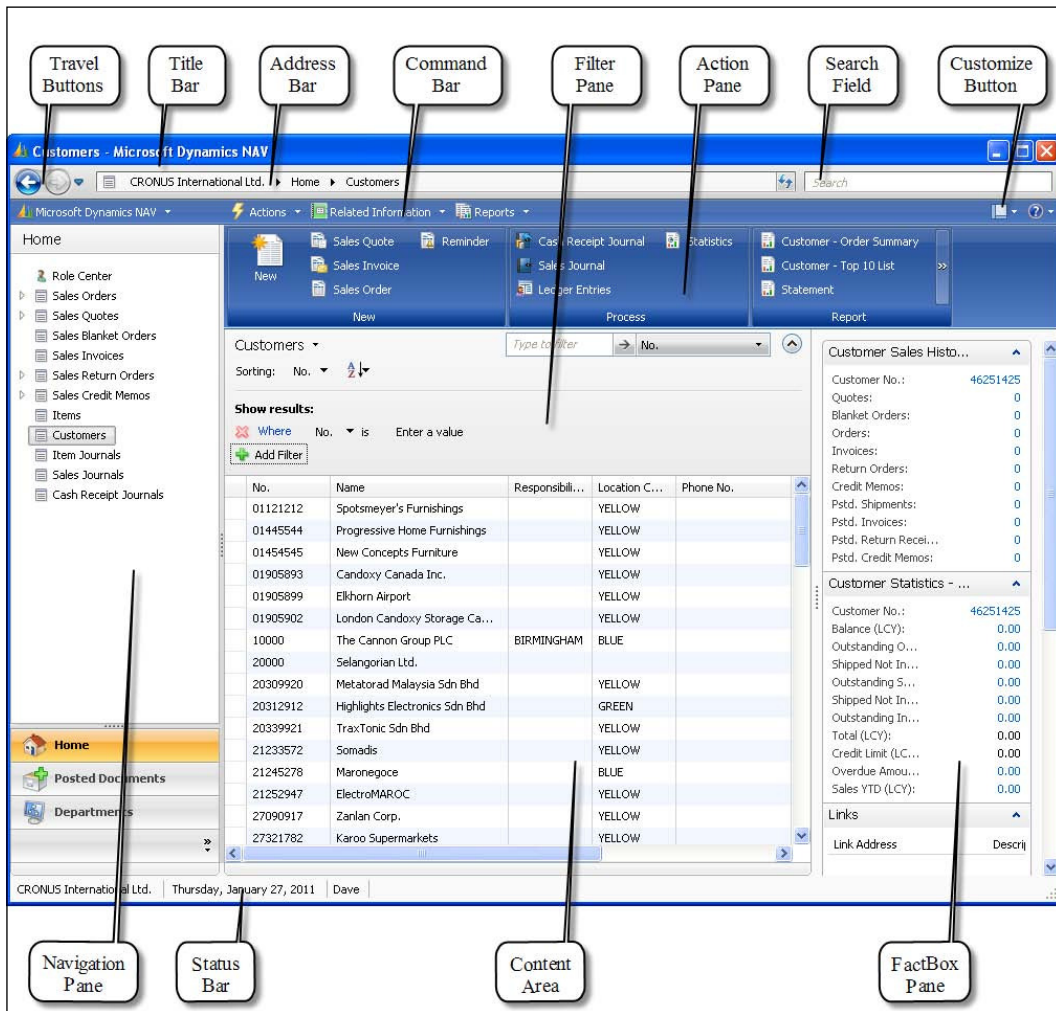 Travel Buttons
Title Bar
Address Bar
Command Bar
Filter Pane
Action Pane
Search Field
Customize Button
Customers - Microsoft Dynamics NAV
CRONUS International Ltd. Home Customers Search
Microsoft Dynamics NAV Actions Related Information Reports
Home
Role Center
Sales Orders
Sales Quotes
Sales Blanket Orders
Sales Invoices
Sales Return Orders
Sales Credit Memos
Items
Customers
Item Journals
Sales Journals
Cash Receipt Journals
Home
Posted Documents
Departments
New
Sales Quote
Reminder
Sales Invoice
Sales Order
New
Cash Receipt Journal
Statistics
Sales Journal
Ledger Entries
Process
Customer - Order Summary
Customer - Top 10 List
Statement
Report
Customers Type to filter No.
Sorting: No.
Show results:
Where No. is Enter a value
Add Filter
No. Name Responsibili... Location C... Phone No.
01121212 Spotsmeyer's Furnishings YELLOW
01445544 Progressive Home Furnishings YELLOW
01454545 New Concepts Furniture YELLOW
01905893 Candoxy Canada Inc. YELLOW
01905899 Elkhorn Airport YELLOW
01905902 London Candoxy Storage Ca... YELLOW
10000 The Cannon Group PLC BIRMINGHAM BLUE
20000 Selangorian Ltd.
20309920 Metatorad Malaysia Sdn Bhd YELLOW
20312912 Highlights Electronics Sdn Bhd GREEN
20339921 TraxTonic Sdn Bhd YELLOW
21233572 Somadis YELLOW
21245278 Maronegoce BLUE
21252947 ElectroMAROC YELLOW
27090917 Zanlan Corp. YELLOW
27321782 Karoo Supermarkets YELLOW
Customer Sales Histo...
Customer No.: 46251425
Quotes: 0
Blanket Orders: 0
Orders: 0
Invoices: 0
Return Orders: 0
Credit Memos: 0
Pstd. Shipments: 0
Pstd. Invoices: 0
Pstd. Return Recei... 0
Pstd. Credit Memos: 0
Customer Statistics - ...
Customer No.: 46251425
Balance (LCY): 0.00
Outstanding O... 0.00
Shipped Not In... 0.00
Outstanding S... 0.00
Shipped Not In... 0.00
Outstanding In... 0.00
Total (LCY): 0.00
Credit Limit (LC... 0.00
Overdue Amou... 0.00
Sales YTD (LCY): 0.00
Links
Link Address Descrip
CRONUS International Ltd. Thursday, January 27, 2011 Dave
Navigation Pane
Status Bar
Content Area
FactBox Pane